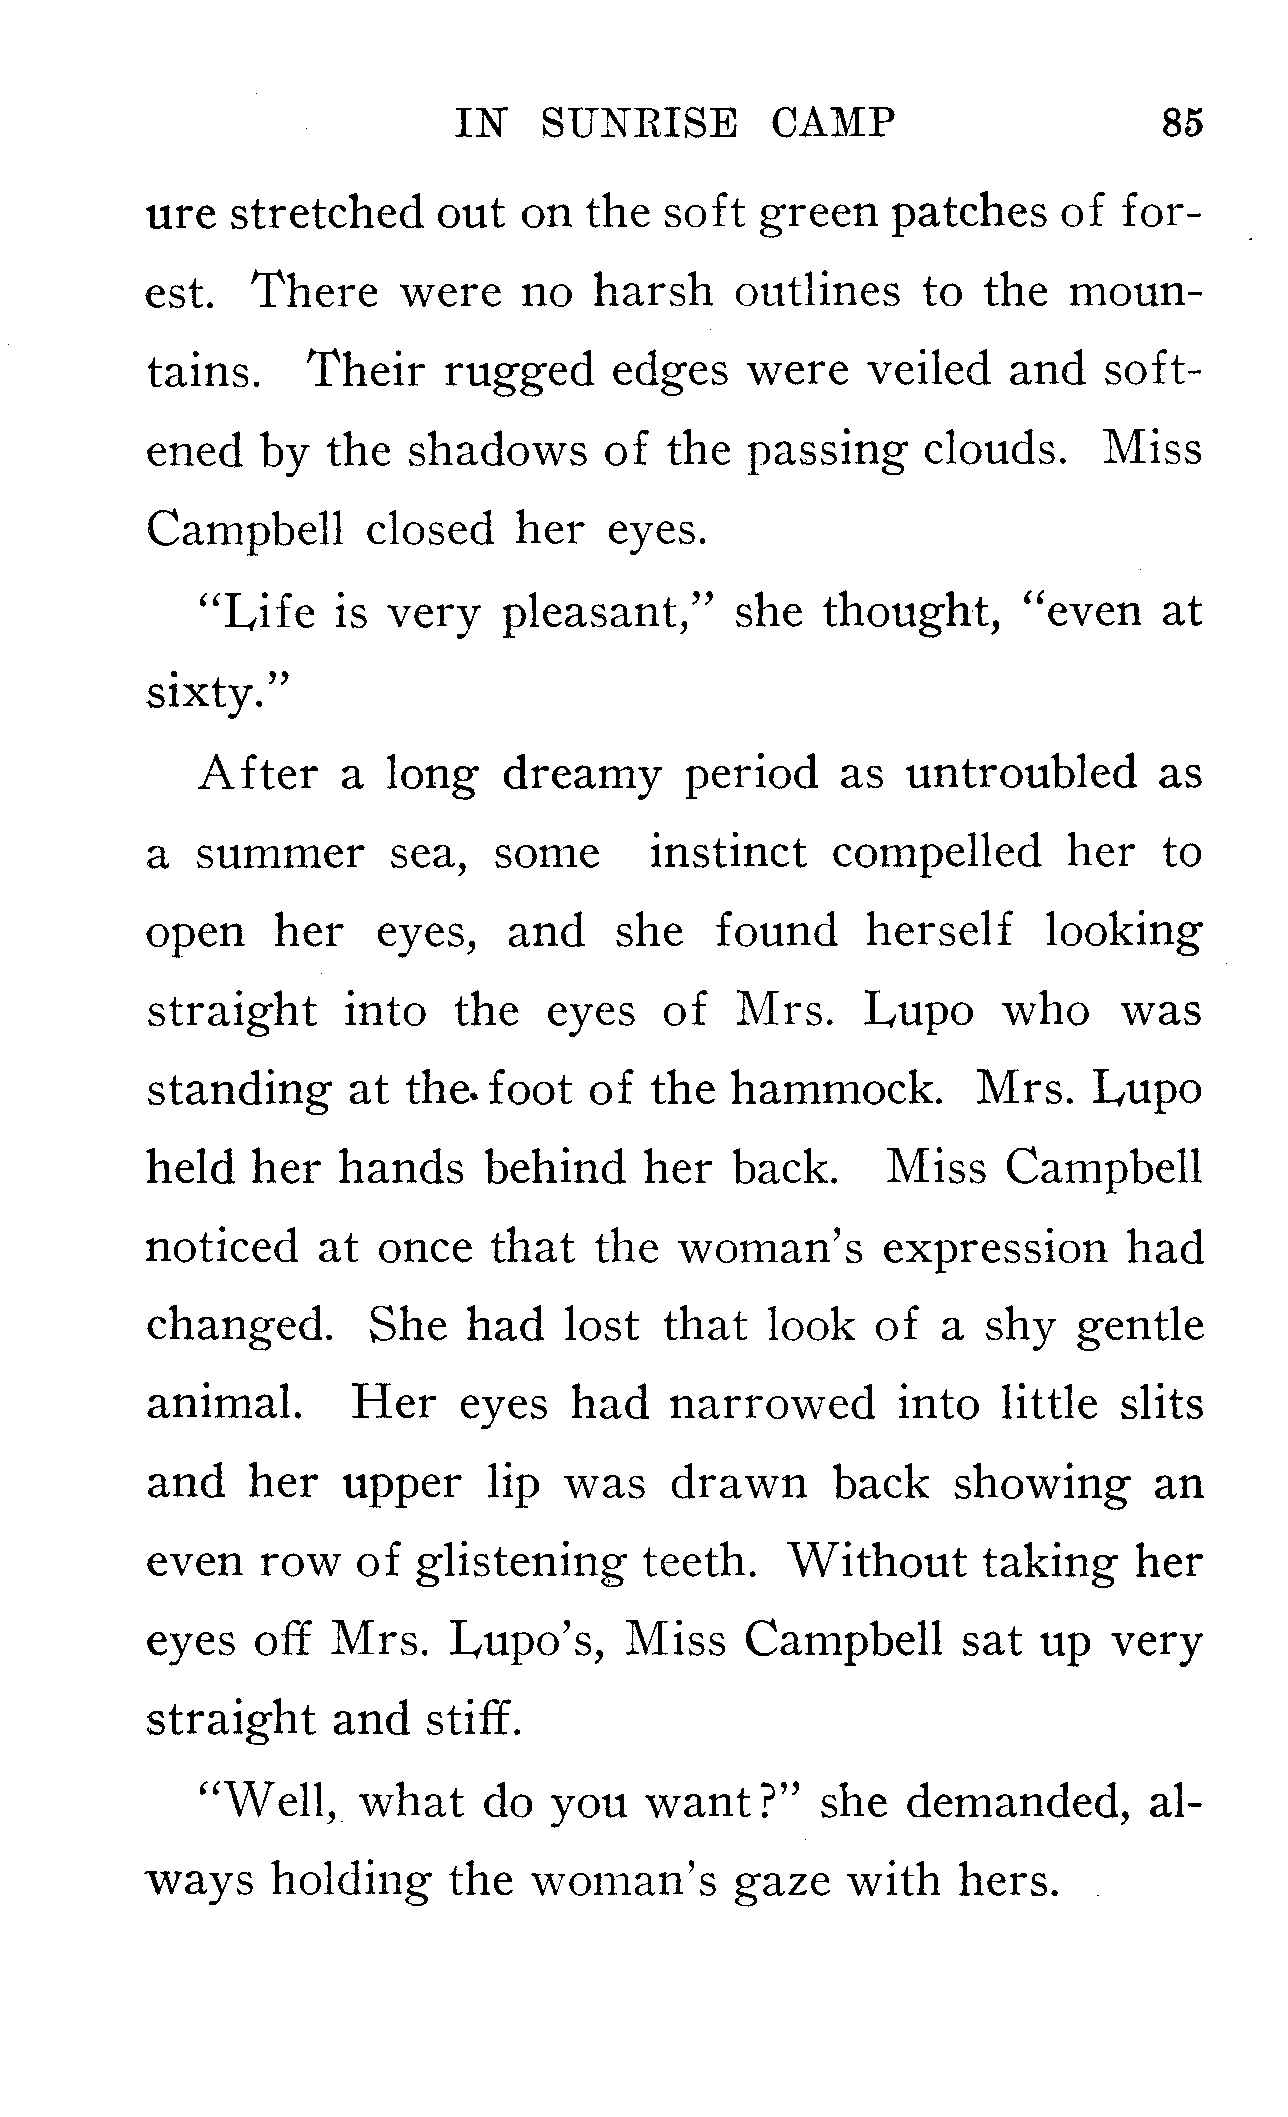 IN SUNRISE CAMP 85
ure stretched out on the soft green patches of for-
est. There were no harsh outlines to the moun-
tains. Their rugged edges were veiled and soft-
ened by the shadows of the passing clouds. Miss
Campbell closed her eyes.
“Life is very pleasant,” she thought, “even at
sixty.”
After a long dreamy period as untroubled as
a summer sea, some instinct compelled her to
open her eyes, and she found herself looking
straight into the eyes of Mrs. Lupo who was
standing at the foot of the hammock. Mrs. Lupo
held her hands behind her back. Miss Campbell
noticed at once that the woman’s expression had
changed. She had lost that look of a shy gentle
animal. Her eyes had narrowed into little slits
and her upper lip was drawn back showing an
even row of glistening teeth. Without taking her
eyes off Mrs. Lupo’s, Miss Campbell sat up very
straight and stiff.
“Well, what do you want?” she demanded, al-
ways holding the woman’s gaze with hers.